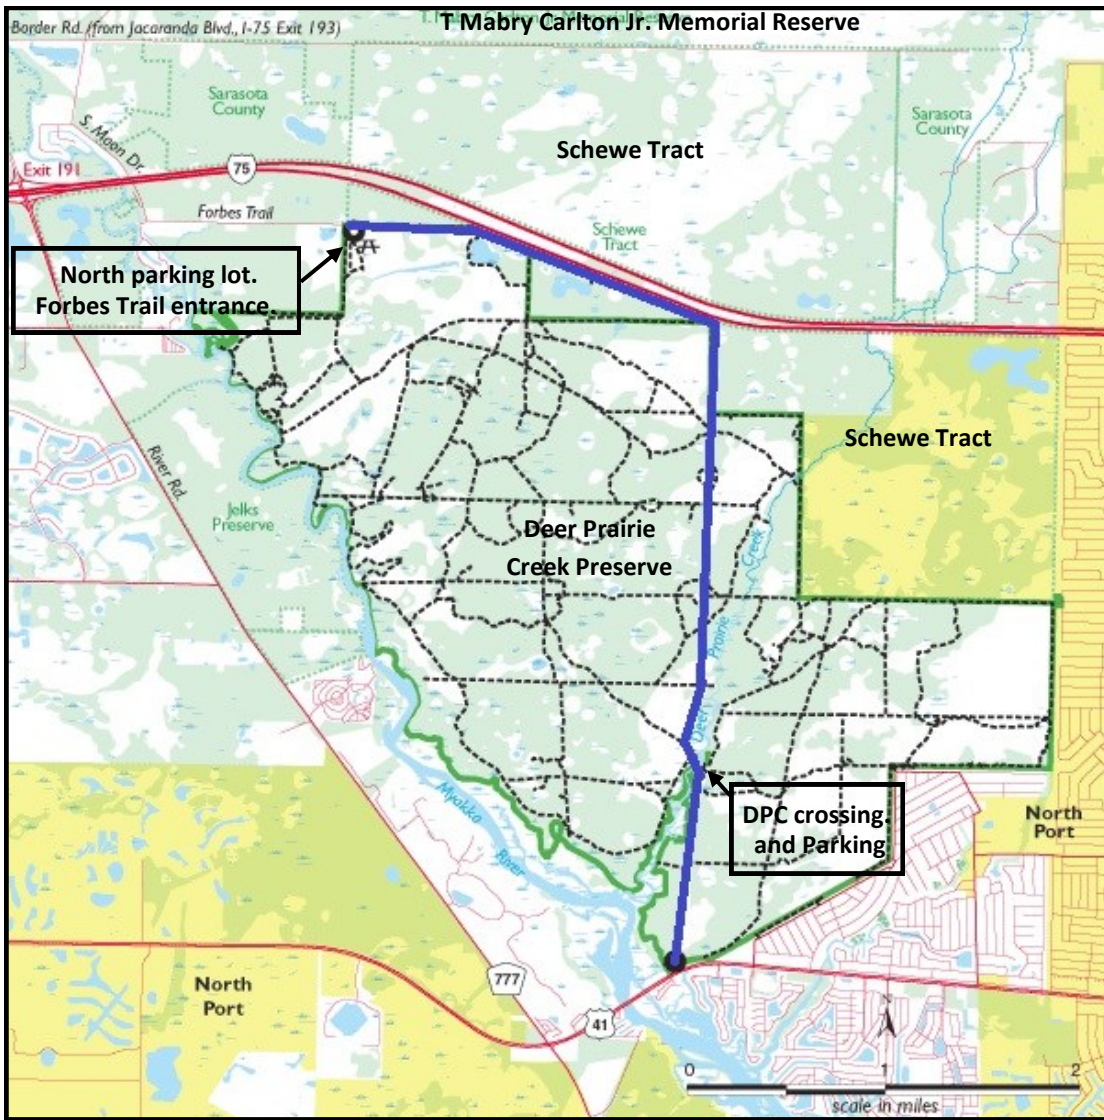 Border Rd. (from Jacaranda Blvd., I-75 Exit 193)
T Mabry Carlton Jr. Memorial Reserve
Sarasota
County
Sarasota
County
S. Moon Dr.
Schewe Tract
Exit 191
75
Forbes Trail
Schewe
Tract
North parking lot.
Forbes Trail entrance.
Schewe Tract
River Rd.
Jelks
Preserve
Deer Prairie
Creek Preserve
Deer Prairie Creek
Myakka River
DPC crossing.
and Parking
North
Port
North
Port
777
41
N
0 1 2
scale in miles